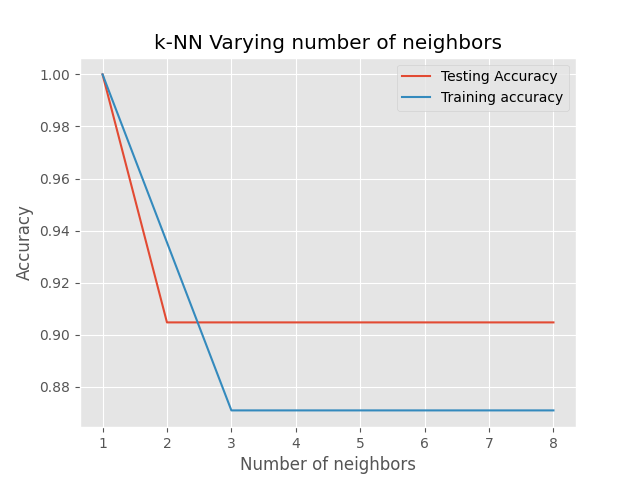 k-NN Varying number of neighbors
Testing Accuracy
Training accuracy
Accuracy
1.00
0.98
0.96
0.94
0.92
0.90
0.88
1 2 3 4 5 6 7 8
Number of neighbors